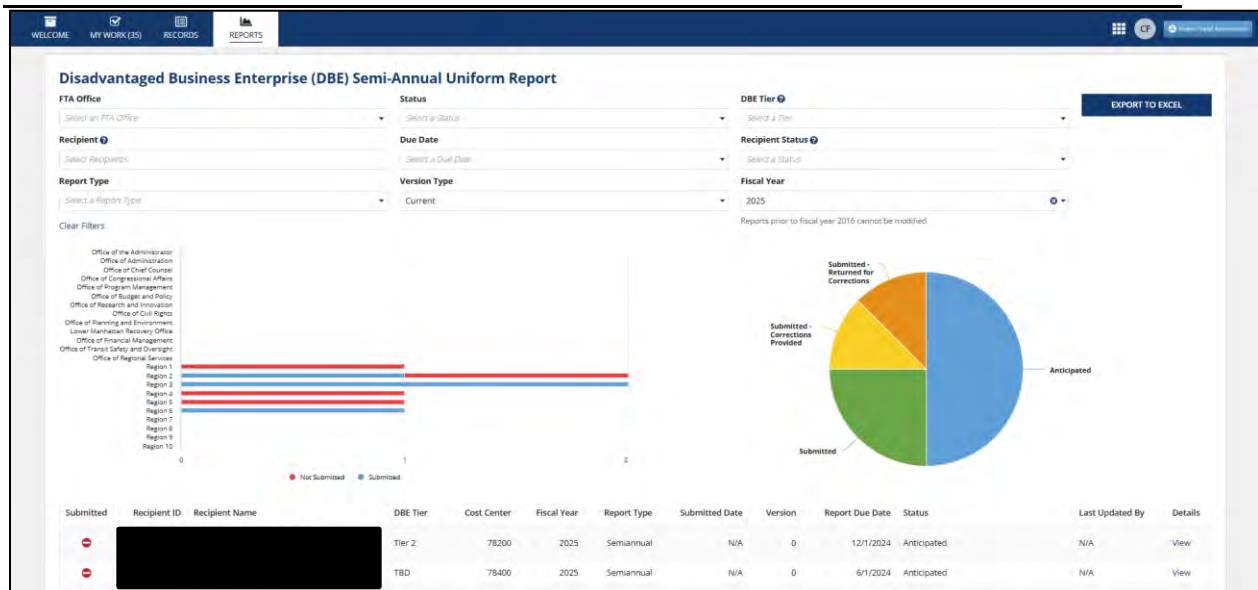 WELCOME MY WORK (35) RECORDS REPORTS
CF
Disadvantaged Business Enterprise (DBE) Semi-Annual Uniform Report
FTA Office Status DBE Tier
Select an FTA Office Select a Status Select a Tier
EXPORT TO EXCEL
Recipient Due Date Recipient Status
Select Recipients Select a Due Date Select a Status
Report Type Version Type Fiscal Year
Select a Report Type Current 2025
Reports prior to fiscal year 2016 cannot be modified
Clear Filters
Office of the Administrator
Office of Administration
Office of Chief Counsel
Office of Congressional Affairs
Office of Program Management
Office of Budget and Policy
Office of Research and Innovation
Office of Civil Rights
Office of Planning and Environment
Lower Manhattan Recovery Office
Office of Financial Management
Office of Transit Safety and Oversight
Office of Regional Services
Region 1
Region 2
Region 3
Region 4
Region 5
Region 6
Region 7
Region 8
Region 9
Region 10
0 1 2
Not Submitted Submitted
Submitted -
Returned for
Corrections
Submitted -
Corrections
Provided
Anticipated
Submitted
Submitted Recipient ID Recipient Name DBE Tier Cost Center Fiscal Year Report Type Submitted Date Version Report Due Date Status Last Updated By Details
Tier 2 78200 2025 Semiannual N/A 0 12/1/2024 Anticipated N/A View
TBD 78400 2025 Semiannual N/A 0 6/1/2024 Anticipated N/A View